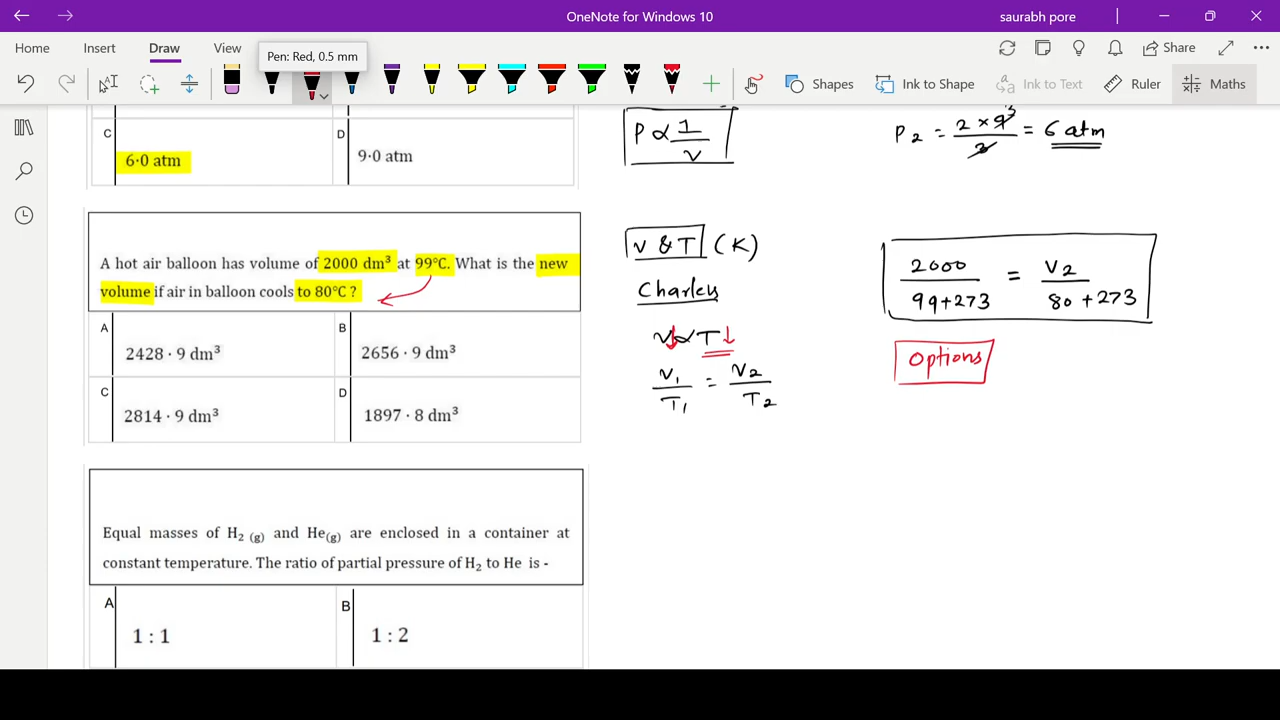 OneNote for Windows 10
saurabh pore
Home Insert Draw View
Pen: Red, 0.5 mm
Share
Shapes
Ink to Shape
Ink to Text
Ruler
Maths
C
6·0 atm
D
9·0 atm
P ∝ 1/v
P2 = 2 × 9 3/3 = 6 atm
A hot air balloon has volume of 2000 dm³ at 99°C. What is the new
volume if air in balloon cools to 80°C ?
A
2428 · 9 dm³
B
2656 · 9 dm³
C
2814 · 9 dm³
D
1897 · 8 dm³
V & T (K)
Charles
V↓ ∝ T↓
V1/T1 = V2/T2
2000/99+273 = V2/80+273
Options
Equal masses of H₂ (g) and He(g) are enclosed in a container at
constant temperature. The ratio of partial pressure of H₂ to He is -
A
1 : 1
B
1 : 2